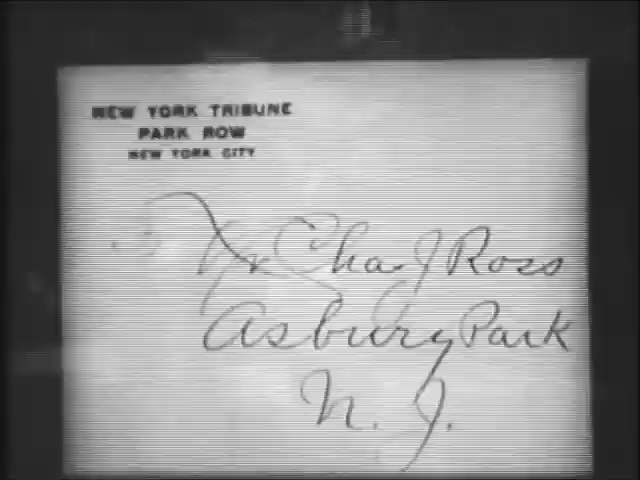 NEW YORK TRIBUNE
PARK ROW
NEW YORK CITY
Mr Chas J Ross
Asbury Park
N. J.